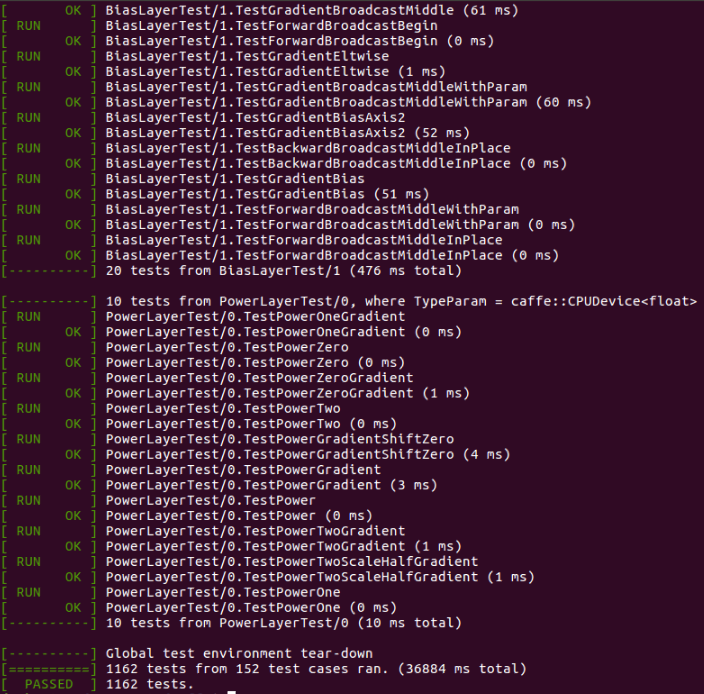 [       OK ] BiasLayerTest/1.TestGradientBroadcastMiddle (61 ms)
[ RUN      ] BiasLayerTest/1.TestForwardBroadcastBegin
[       OK ] BiasLayerTest/1.TestForwardBroadcastBegin (0 ms)
[ RUN      ] BiasLayerTest/1.TestGradientEltwise
[       OK ] BiasLayerTest/1.TestGradientEltwise (1 ms)
[ RUN      ] BiasLayerTest/1.TestGradientBroadcastMiddleWithParam
[       OK ] BiasLayerTest/1.TestGradientBroadcastMiddleWithParam (60 ms)
[ RUN      ] BiasLayerTest/1.TestGradientBiasAxis2
[       OK ] BiasLayerTest/1.TestGradientBiasAxis2 (52 ms)
[ RUN      ] BiasLayerTest/1.TestBackwardBroadcastMiddleInPlace
[       OK ] BiasLayerTest/1.TestBackwardBroadcastMiddleInPlace (0 ms)
[ RUN      ] BiasLayerTest/1.TestGradientBias
[       OK ] BiasLayerTest/1.TestGradientBias (51 ms)
[ RUN      ] BiasLayerTest/1.TestForwardBroadcastMiddleWithParam
[       OK ] BiasLayerTest/1.TestForwardBroadcastMiddleWithParam (0 ms)
[ RUN      ] BiasLayerTest/1.TestForwardBroadcastMiddleInPlace
[       OK ] BiasLayerTest/1.TestForwardBroadcastMiddleInPlace (0 ms)
[----------] 20 tests from BiasLayerTest/1 (476 ms total)

[----------] 10 tests from PowerLayerTest/0, where TypeParam = caffe::CPUDevice<float>
[ RUN      ] PowerLayerTest/0.TestPowerOneGradient
[       OK ] PowerLayerTest/0.TestPowerOneGradient (0 ms)
[ RUN      ] PowerLayerTest/0.TestPowerZero
[       OK ] PowerLayerTest/0.TestPowerZero (0 ms)
[ RUN      ] PowerLayerTest/0.TestPowerZeroGradient
[       OK ] PowerLayerTest/0.TestPowerZeroGradient (1 ms)
[ RUN      ] PowerLayerTest/0.TestPowerTwo
[       OK ] PowerLayerTest/0.TestPowerTwo (0 ms)
[ RUN      ] PowerLayerTest/0.TestPowerGradientShiftZero
[       OK ] PowerLayerTest/0.TestPowerGradientShiftZero (4 ms)
[ RUN      ] PowerLayerTest/0.TestPowerGradient
[       OK ] PowerLayerTest/0.TestPowerGradient (3 ms)
[ RUN      ] PowerLayerTest/0.TestPower
[       OK ] PowerLayerTest/0.TestPower (0 ms)
[ RUN      ] PowerLayerTest/0.TestPowerTwoGradient
[       OK ] PowerLayerTest/0.TestPowerTwoGradient (1 ms)
[ RUN      ] PowerLayerTest/0.TestPowerTwoScaleHalfGradient
[       OK ] PowerLayerTest/0.TestPowerTwoScaleHalfGradient (1 ms)
[ RUN      ] PowerLayerTest/0.TestPowerOne
[       OK ] PowerLayerTest/0.TestPowerOne (0 ms)
[----------] 10 tests from PowerLayerTest/0 (10 ms total)

[----------] Global test environment tear-down
[==========] 1162 tests from 152 test cases ran. (36884 ms total)
[  PASSED  ] 1162 tests.